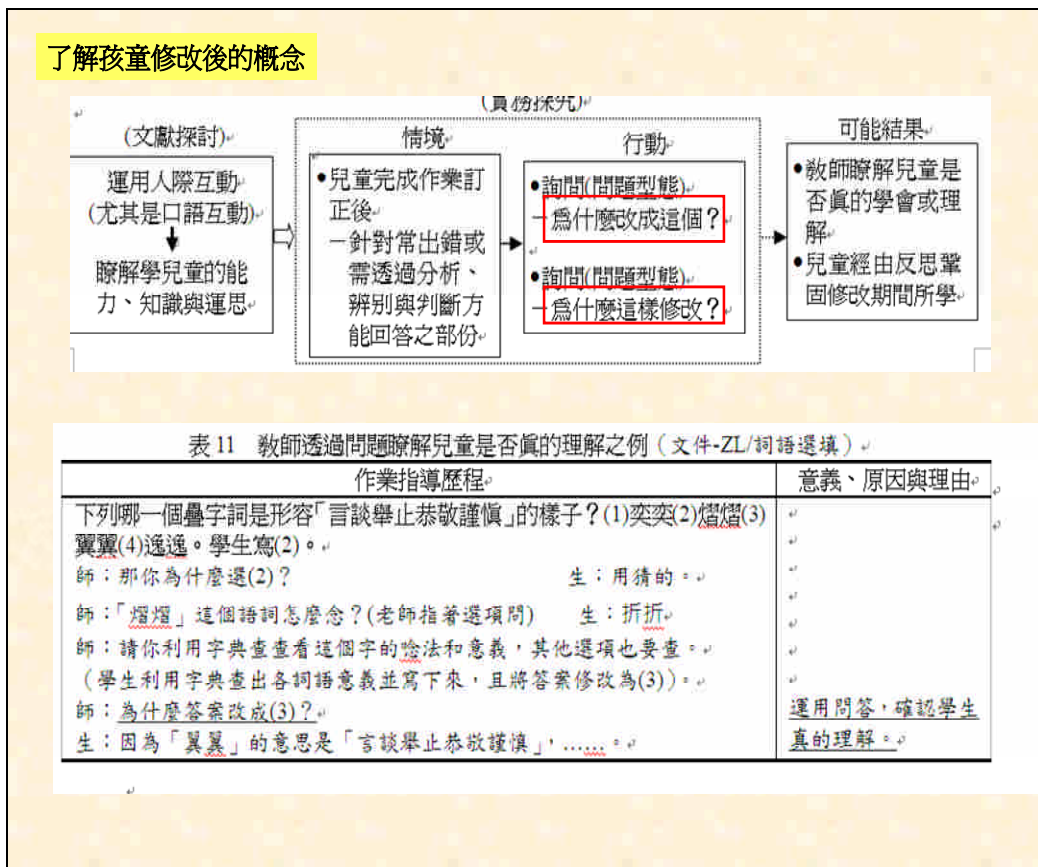 了解孩童修改後的概念
(實務探究)
(文獻探討)
運用人際互動
(尤其是口語互動)
瞭解學兒童的能
力、知識與運思
情境
●兒童完成作業訂
正後
－針對常出錯或
需透過分析、
辨別與判斷方
能回答之部份
行動
●詢問(問題型態)
－為什麼改成這個？
●詢問(問題型態)
－為什麼這樣修改？
可能結果
●教師瞭解兒童是
否真的學會或理
解
●兒童經由反思鞏
固修改期間所學
表 11　教師透過問題瞭解兒童是否真的理解之例（文件-ZL/詞語選填）
作業指導歷程
意義、原因與理由
下列哪一個疊字詞是形容「言談舉止恭敬謹慎」的樣子？(1)奕奕(2)熠熠(3)
翼翼(4)逸逸。學生寫(2)。
師：那你為什麼選(2)？　生：用猜的。
師：「熠熠」這個語詞怎麼念？(老師指著選項問)　生：折折
師：請你利用字典查查看這個字的唸法和意義，其他選項也要查。
（學生利用字典查出各詞語意義並寫下來，且將答案修改為(3)）。
師：為什麼答案改成(3)？
生：因為「翼翼」的意思是「言談舉止恭敬謹慎」，……。
運用問答，確認學生
真的理解。